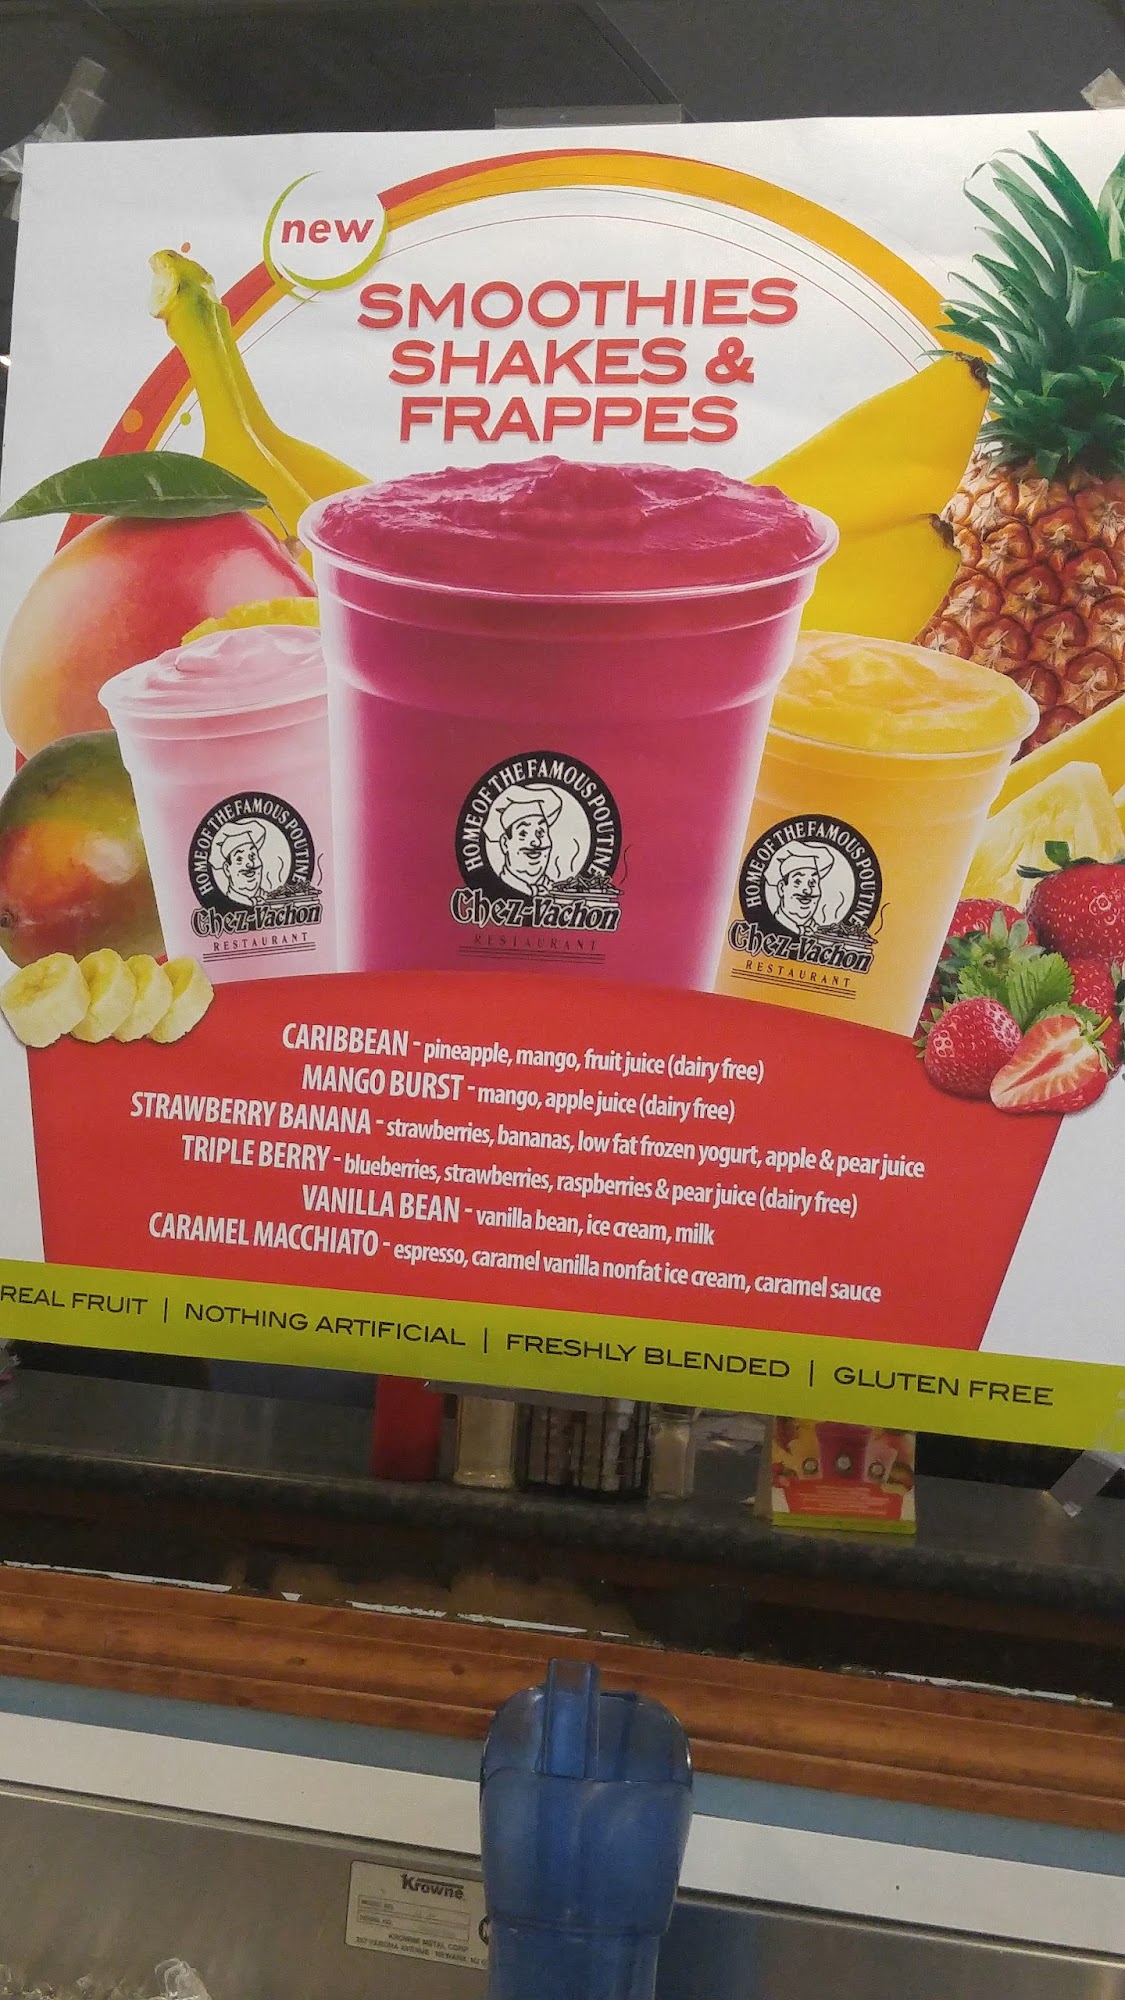 new
SMOOTHIES
SHAKES &
FRAPPES
HOME OF THE FAMOUS POUTINE
Chez-Vachon
RESTAURANT
HOME OF THE FAMOUS POUTINE
Chez-Vachon
RESTAURANT
HOME OF THE FAMOUS POUTINE
Chez-Vachon
RESTAURANT
CARIBBEAN - pineapple, mango, fruit juice (dairy free)
MANGO BURST - mango, apple juice (dairy free)
STRAWBERRY BANANA - strawberries, bananas, low fat frozen yogurt, apple & pear juice
TRIPLE BERRY - blueberries, strawberries, raspberries & pear juice (dairy free)
VANILLA BEAN - vanilla bean, ice cream, milk
CARAMEL MACCHIATO - espresso, caramel vanilla nonfat ice cream, caramel sauce
REAL FRUIT | NOTHING ARTIFICIAL | FRESHLY BLENDED | GLUTEN FREE
Krowne
KROWNE METAL CORP